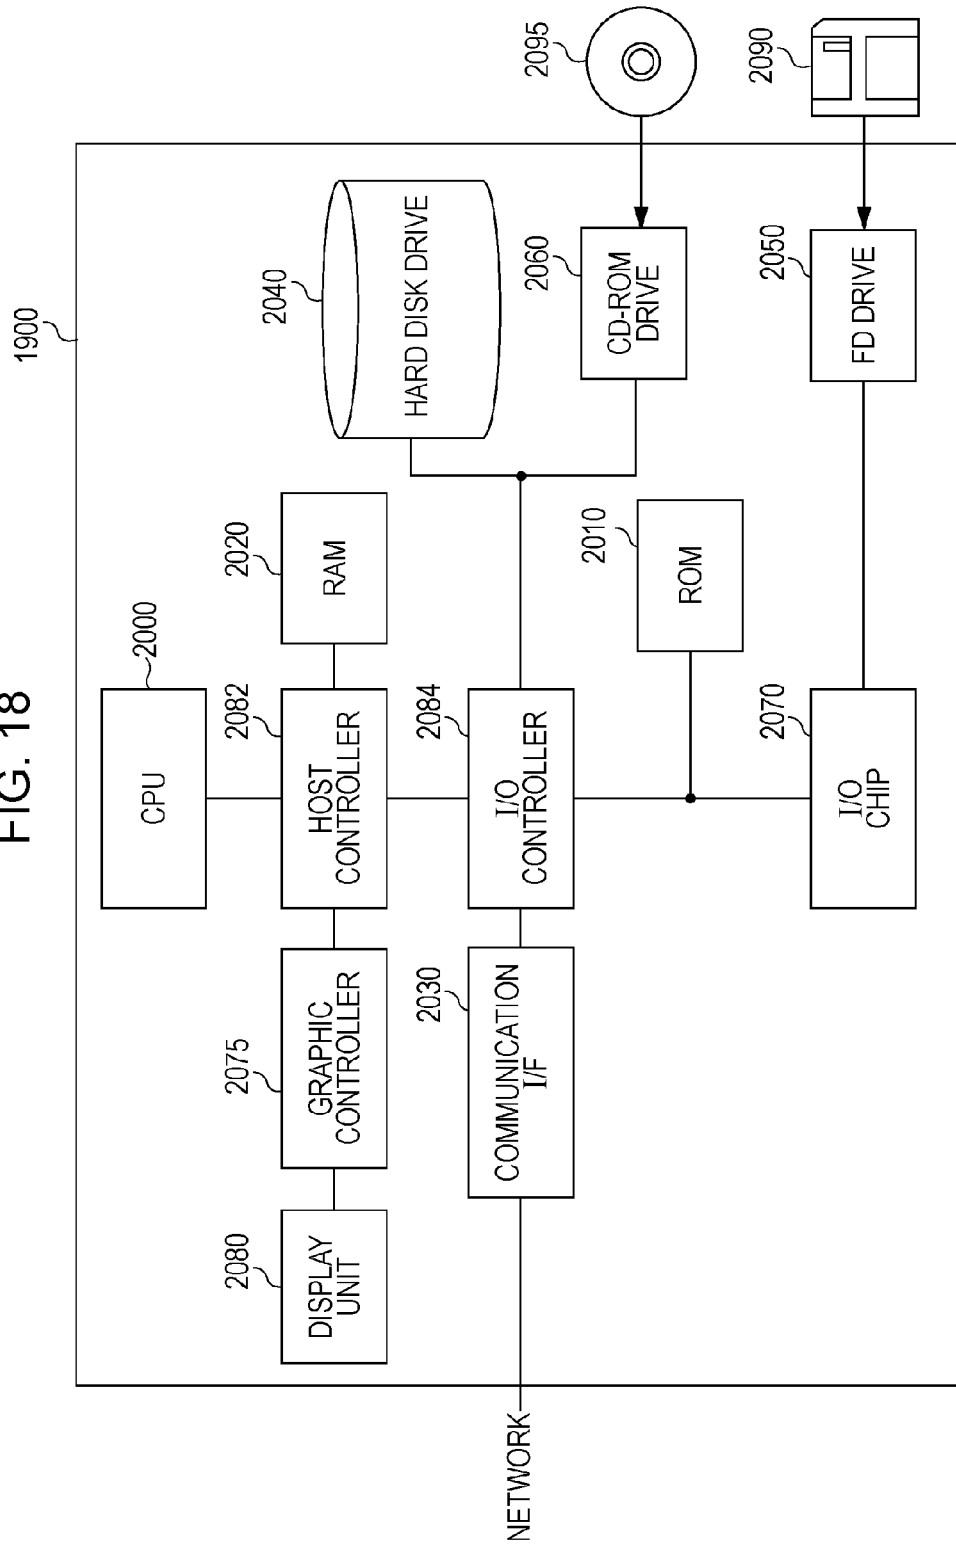 FIG. 18
1900
CPU
2000
DISPLAY
UNIT
2080
GRAPHIC
CONTROLLER
2075
HOST
CONTROLLER
2082
RAM
2020
HARD DISK DRIVE
2040
NETWORK
COMMUNICATION
I/F
2030
I/O
CONTROLLER
2084
CD-ROM
DRIVE
2060
2095
ROM
2010
I/O
CHIP
2070
FD DRIVE
2050
2090